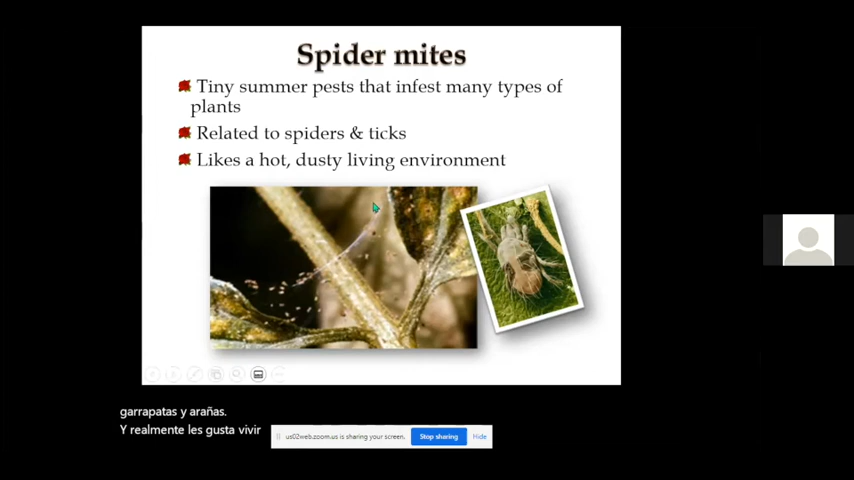 Spider mites
Tiny summer pests that infest many types of
plants
Related to spiders & ticks
Likes a hot, dusty living environment
garrapatas y arañas.
Y realmente les gusta vivir
us02web.zoom.us is sharing your screen.
Stop sharing
Hide